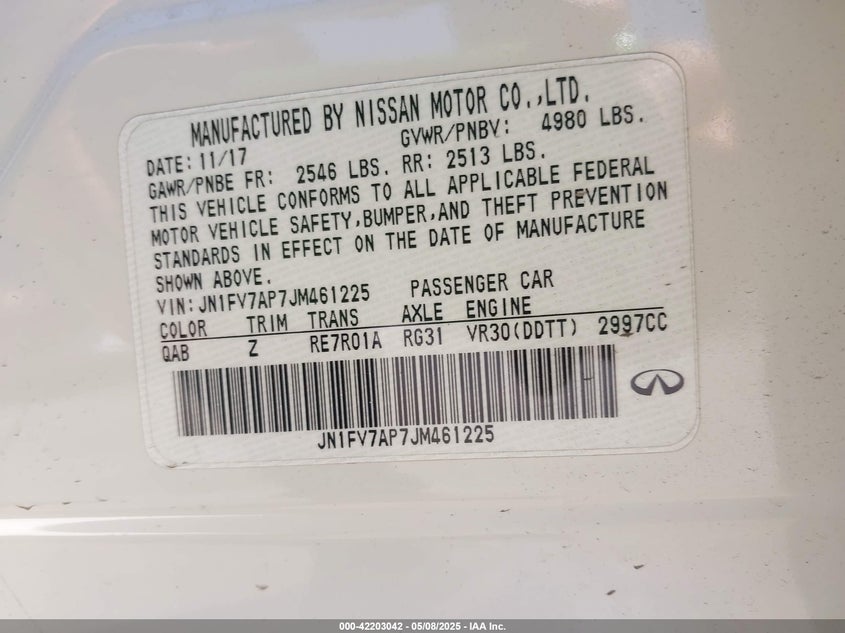 MANUFACTURED BY NISSAN MOTOR CO.,LTD.
DATE: 11/17 GVWR/PNBV: 4980 LBS.
GAWR/PNBE FR: 2546 LBS. RR: 2513 LBS.
THIS VEHICLE CONFORMS TO ALL APPLICABLE FEDERAL
MOTOR VEHICLE SAFETY,BUMPER,AND THEFT PREVENTION
STANDARDS IN EFFECT ON THE DATE OF MANUFACTURE
SHOWN ABOVE.
VIN:JN1FV7AP7JM461225 PASSENGER CAR
COLOR TRIM TRANS AXLE ENGINE
QAB Z RE7R01A RG31 VR30(DDTT) 2997CC
JN1FV7AP7JM461225
000-42203042 - 05/08/2025 - IAA Inc.